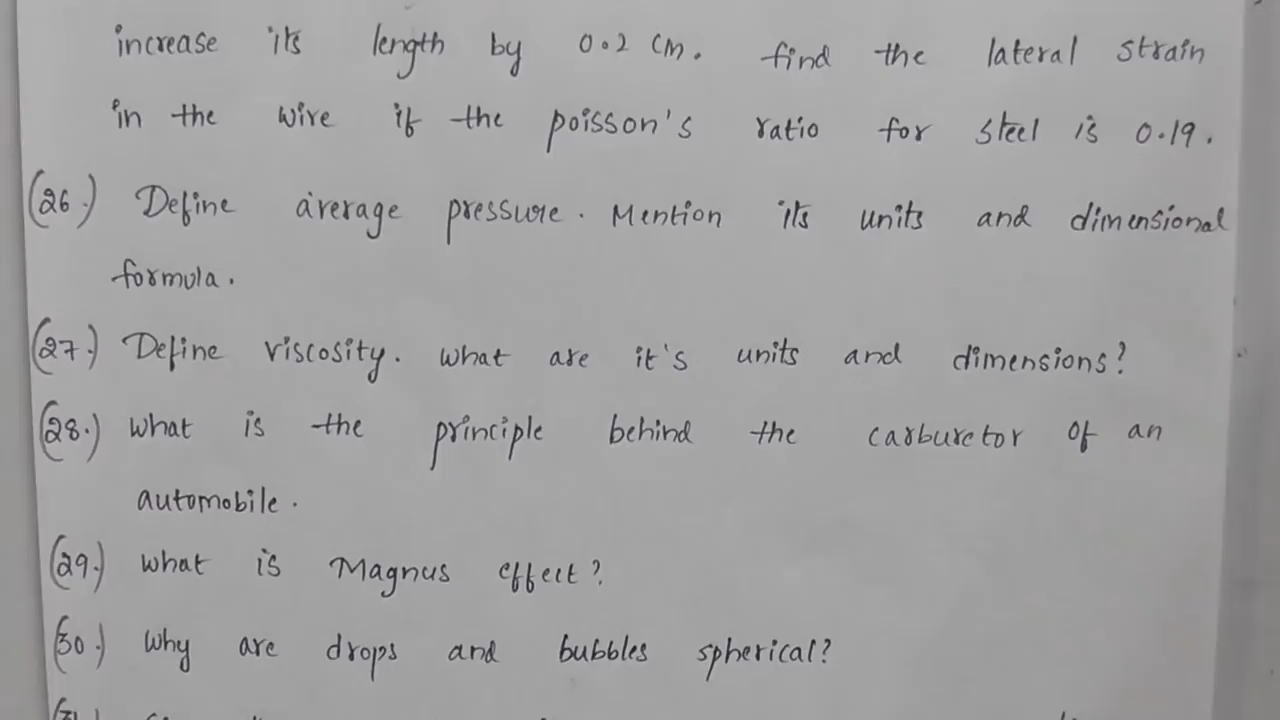 increase its length by 0.2 cm. find the lateral strain
in the wire if the poisson's ratio for steel is 0.19.
(26.) Define average pressure. Mention its units and dimensional
formula.
(27.) Define viscosity. what are it's units and dimensions?
(28.) what is the principle behind the carburetor of an
automobile.
(29.) what is Magnus effect?
(30.) Why are drops and bubbles spherical?